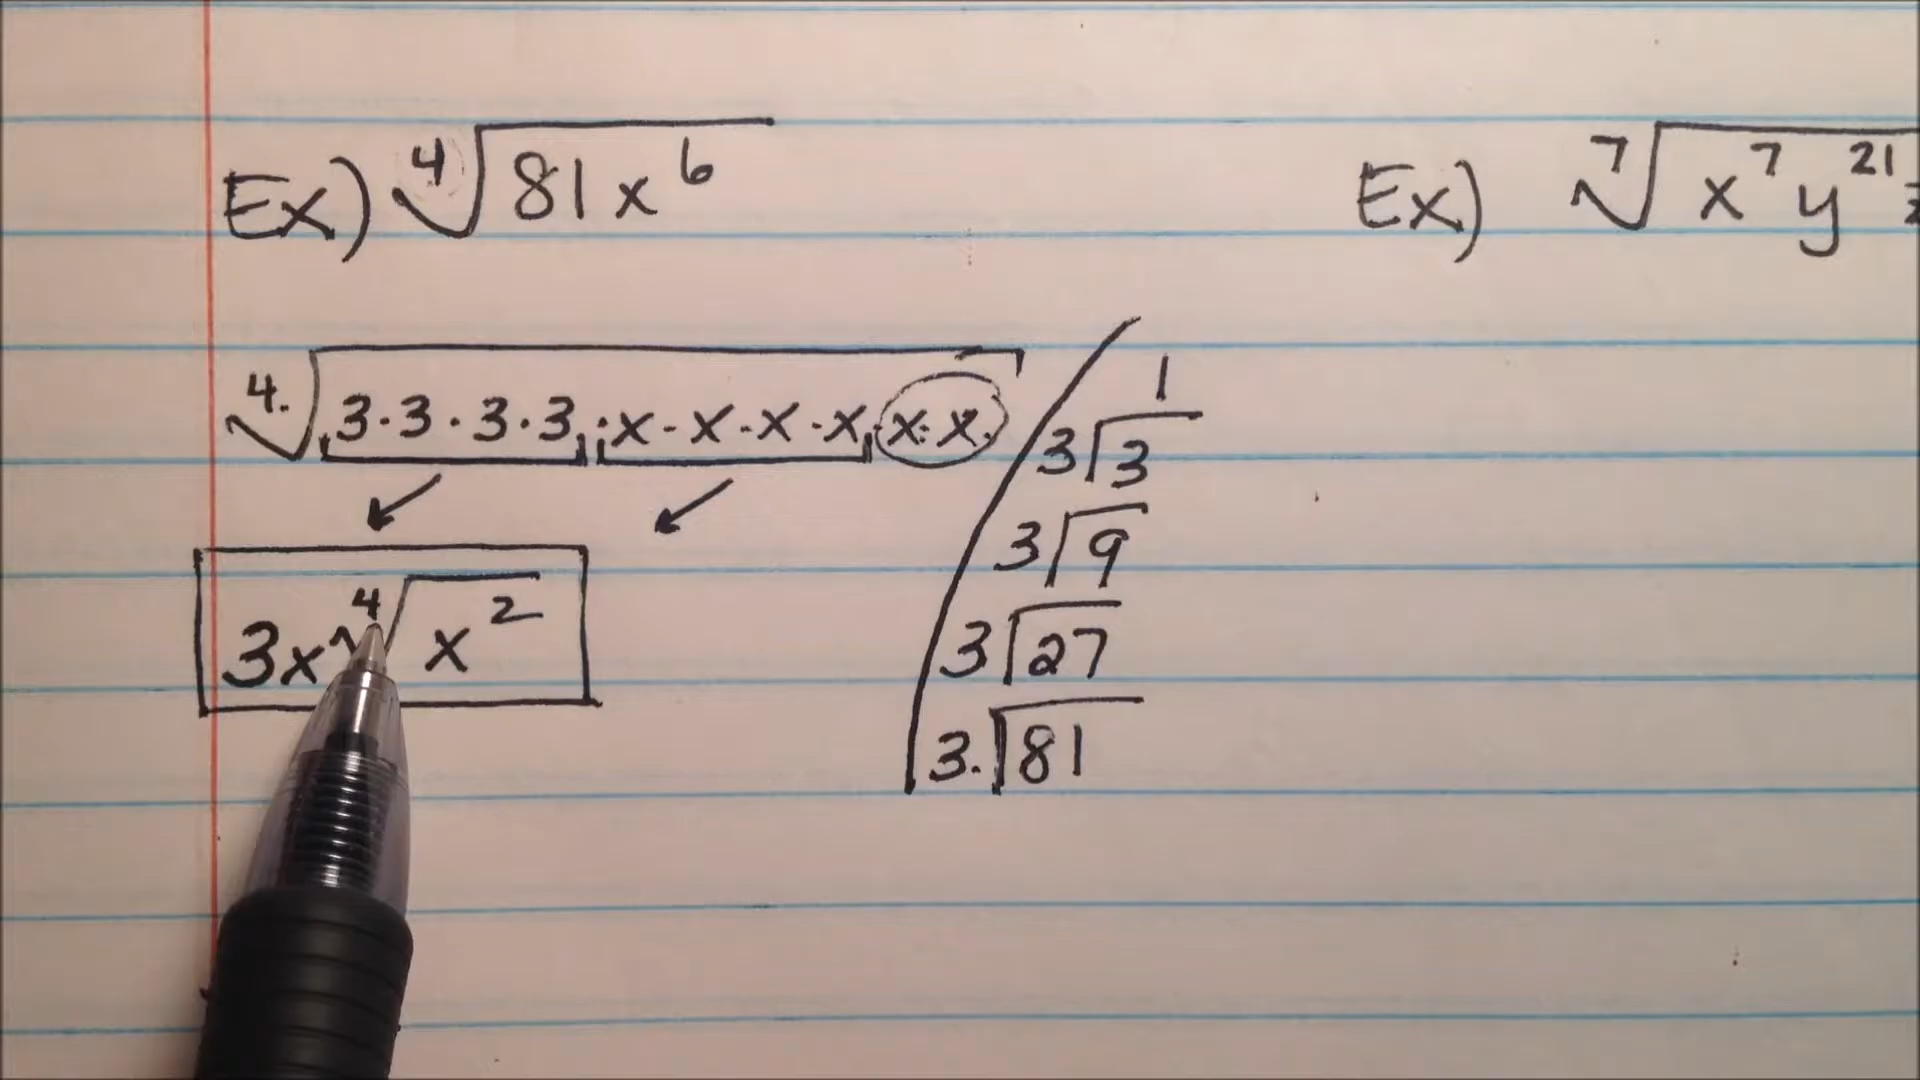 Ex) ⁴√81x⁶
Ex) ⁷√x⁷y²¹
⁴√3·3·3·3·x·x·x·x·x·x
3x⁴√x²
1
3√3
3√9
3√27
3.√81